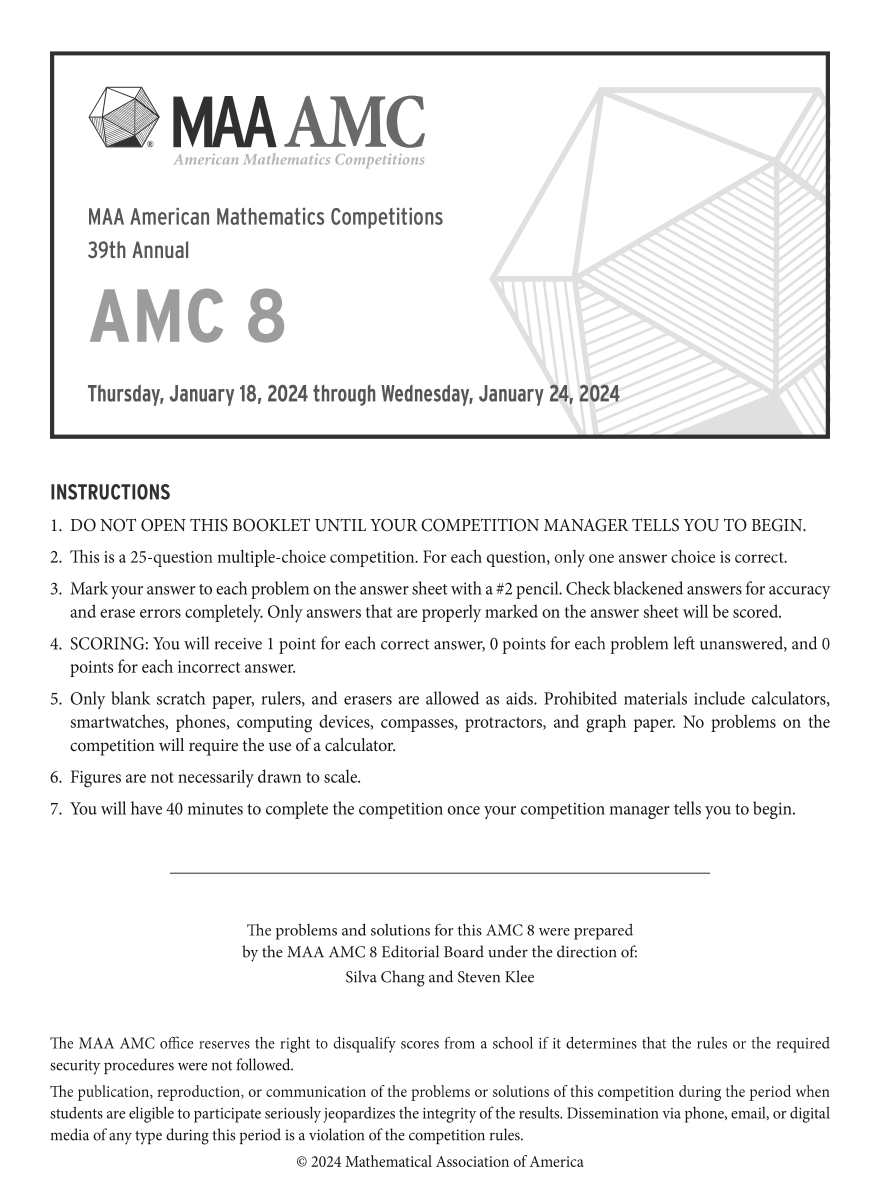 MAA AMC
®
American Mathematics Competitions
MAA American Mathematics Competitions
39th Annual
AMC 8
Thursday, January 18, 2024 through Wednesday, January 24, 2024
INSTRUCTIONS
1. DO NOT OPEN THIS BOOKLET UNTIL YOUR COMPETITION MANAGER TELLS YOU TO BEGIN.
2. This is a 25-question multiple-choice competition. For each question, only one answer choice is correct.
3. Mark your answer to each problem on the answer sheet with a #2 pencil. Check blackened answers for accuracy
and erase errors completely. Only answers that are properly marked on the answer sheet will be scored.
4. SCORING: You will receive 1 point for each correct answer, 0 points for each problem left unanswered, and 0
points for each incorrect answer.
5. Only blank scratch paper, rulers, and erasers are allowed as aids. Prohibited materials include calculators,
smartwatches, phones, computing devices, compasses, protractors, and graph paper. No problems on the
competition will require the use of a calculator.
6. Figures are not necessarily drawn to scale.
7. You will have 40 minutes to complete the competition once your competition manager tells you to begin.
The problems and solutions for this AMC 8 were prepared
by the MAA AMC 8 Editorial Board under the direction of:
Silva Chang and Steven Klee
The MAA AMC office reserves the right to disqualify scores from a school if it determines that the rules or the required
security procedures were not followed.
The publication, reproduction, or communication of the problems or solutions of this competition during the period when
students are eligible to participate seriously jeopardizes the integrity of the results. Dissemination via phone, email, or digital
media of any type during this period is a violation of the competition rules.
© 2024 Mathematical Association of America